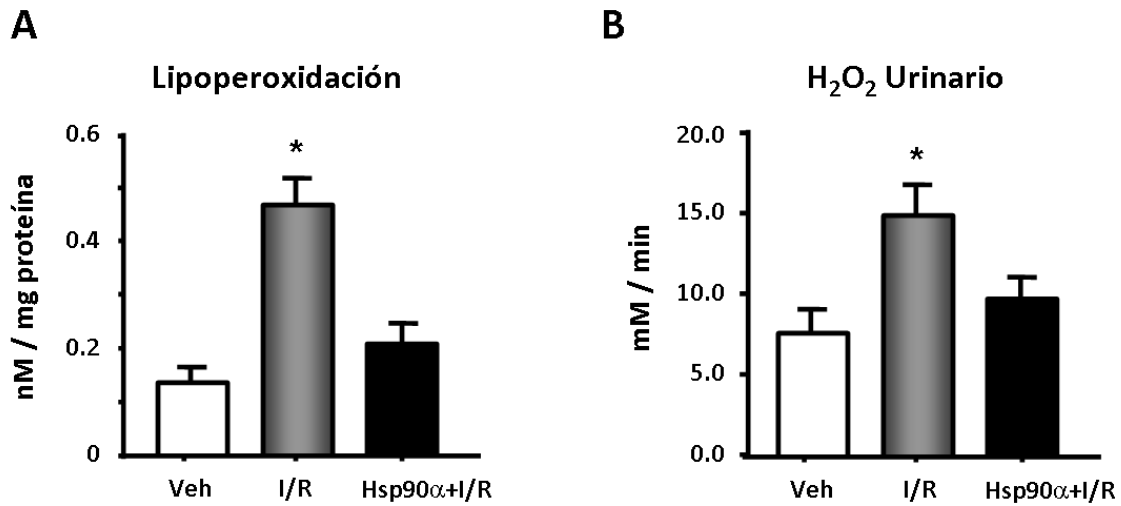 A
Lipoperoxidación
nM / mg proteína
0.6
0.4
0.2
0
*
Veh
I/R
Hsp90α+I/R
B
H₂O₂ Urinario
mM / min
20.0
15.0
10.0
5.0
0.0
*
Veh
I/R
Hsp90α+I/R